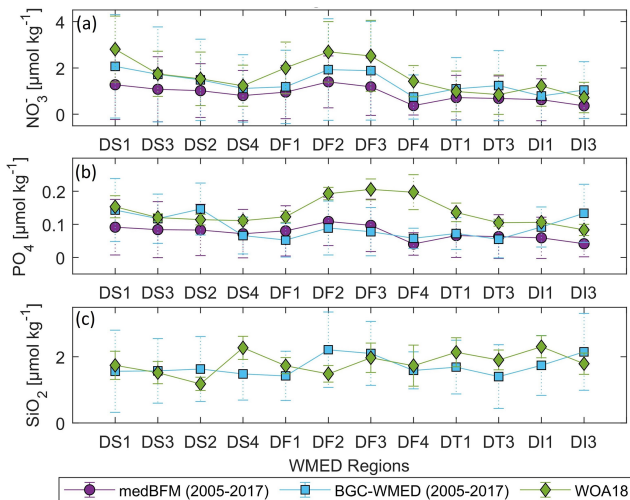 (a)
NO₃⁻ [μmol kg⁻¹]
4
2
0
DS1 DS3 DS2 DS4 DF1 DF2 DF3 DF4 DT1 DT3 DI1 DI3
(b)
PO₄ [μmol kg⁻¹]
0.2
0.1
0
DS1 DS3 DS2 DS4 DF1 DF2 DF3 DF4 DT1 DT3 DI1 DI3
(c)
SiO₂ [μmol kg⁻¹]
2
0
DS1 DS3 DS2 DS4 DF1 DF2 DF3 DF4 DT1 DT3 DI1 DI3
WMED Regions
medBFM (2005-2017) BGC-WMED (2005-2017) WOA18